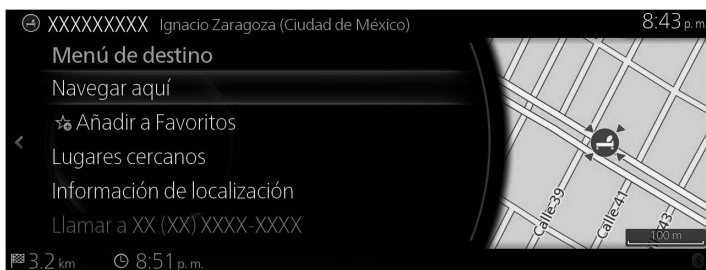 XXXXXXXXX Ignacio Zaragoza (Ciudad de México) 8:43 p. m.
Menú de destino
Navegar aquí
Añadir a Favoritos
Lugares cercanos
Información de localización
Llamar a XX (XX) XXXX-XXXX
3.2 km 8:51 p. m.
Calle 39
Calle 41
43
100 m